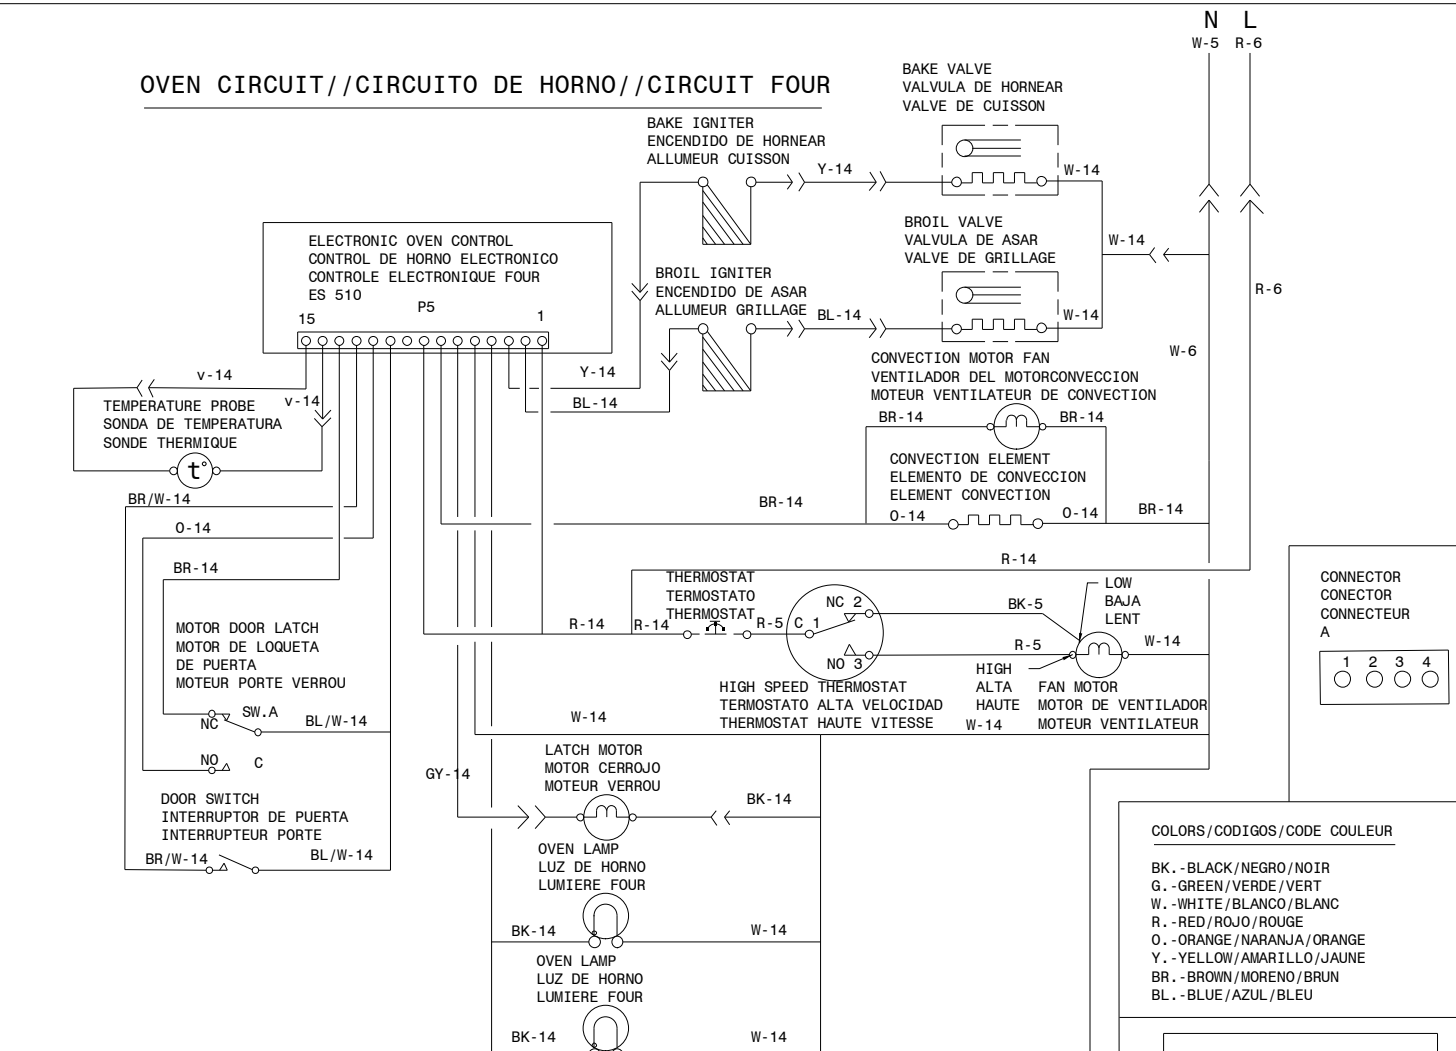 N L
W-5 R-6
OVEN CIRCUIT//CIRCUITO DE HORNO//CIRCUIT FOUR
BAKE VALVE
VALVULA DE HORNEAR
VALVE DE CUISSON
BAKE IGNITER
ENCENDIDO DE HORNEAR
ALLUMEUR CUISSON
Y-14
W-14
BROIL VALVE
VALVULA DE ASAR
VALVE DE GRILLAGE
W-14
ELECTRONIC OVEN CONTROL
CONTROL DE HORNO ELECTRONICO
CONTROLE ELECTRONIQUE FOUR
ES 510
P5
15
1
BROIL IGNITER
ENCENDIDO DE ASAR
ALLUMEUR GRILLAGE
BL-14
W-14
R-6
W-6
CONVECTION MOTOR FAN
VENTILADOR DEL MOTORCONVECCION
MOTEUR VENTILATEUR DE CONVECTION
v-14
Y-14
v-14
BL-14
TEMPERATURE PROBE
SONDA DE TEMPERATURA
SONDE THERMIQUE
t°
BR-14
BR-14
CONVECTION ELEMENT
ELEMENTO DE CONVECCION
ELEMENT CONVECTION
BR/W-14
BR-14
O-14
O-14
BR-14
O-14
BR-14
R-14
THERMOSTAT
TERMOSTATO
THERMOSTAT
R-14
R-14
R-5
C 1
NC 2
NO 3
BK-5
LOW
BAJA
LENT
R-5
W-14
HIGH
ALTA
HAUTE
FAN MOTOR
MOTOR DE VENTILADOR
MOTEUR VENTILATEUR
HIGH SPEED THERMOSTAT
TERMOSTATO ALTA VELOCIDAD
THERMOSTAT HAUTE VITESSE
W-14
CONNECTOR
CONECTOR
CONNECTEUR
A
1 2 3 4
MOTOR DOOR LATCH
MOTOR DE LOQUETA
DE PUERTA
MOTEUR PORTE VERROU
SW.A
NC
BL/W-14
NO
C
W-14
GY-14
LATCH MOTOR
MOTOR CERROJO
MOTEUR VERROU
BK-14
DOOR SWITCH
INTERRUPTOR DE PUERTA
INTERRUPTEUR PORTE
BR/W-14
BL/W-14
OVEN LAMP
LUZ DE HORNO
LUMIERE FOUR
BK-14
W-14
OVEN LAMP
LUZ DE HORNO
LUMIERE FOUR
BK-14
W-14
COLORS/CODIGOS/CODE COULEUR
BK.-BLACK/NEGRO/NOIR
G.-GREEN/VERDE/VERT
W.-WHITE/BLANCO/BLANC
R.-RED/ROJO/ROUGE
O.-ORANGE/NARANJA/ORANGE
Y.-YELLOW/AMARILLO/JAUNE
BR.-BROWN/MORENO/BRUN
BL.-BLUE/AZUL/BLEU